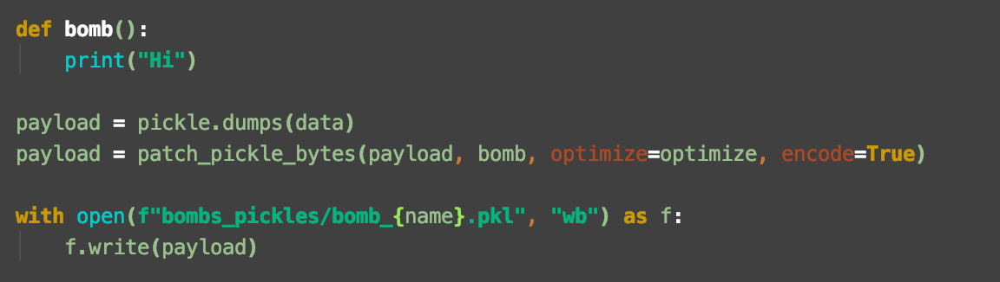 def bomb():
    print("Hi")
payload = pickle.dumps(data)
payload = patch_pickle_bytes(payload, bomb, optimize=optimize, encode=True)
with open(f"bombs_pickles/bomb_{name}.pkl", "wb") as f:
    f.write(payload)